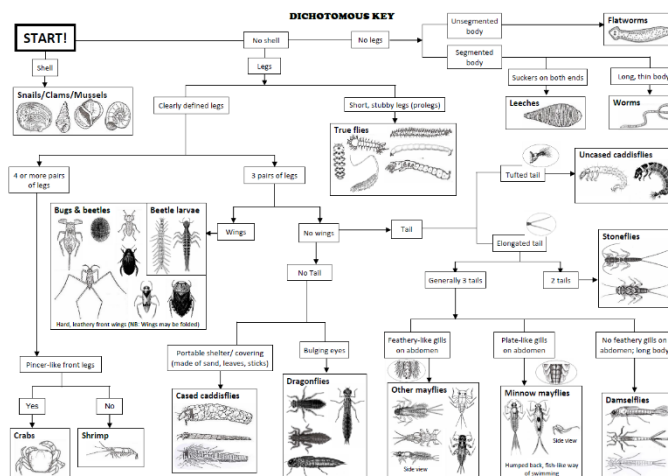 DICHOTOMOUS KEY
START!
No shell
No legs
Unsegmented
body
Segmented
body
Flatworms
Shell
Snails/Clams/Mussels
Legs
Suckers on both ends
Long, thin body
Leeches
Worms
Clearly defined legs
Short, stubby legs (prolegs)
True flies
4 or more pairs
of legs
3 pairs of legs
Tufted tail
Uncased caddisflies
Bugs & beetles
Beetle larvae
Wings
No wings
Tail
Elongated tail
Stoneflies
Hard, leathery front wings (NB: Wings may be folded)
No Tail
Generally 3 tails
2 tails
Portable shelter/ covering
(made of sand, leaves, sticks)
Bulging eyes
Feathery-like gills
on abdomen
Plate-like gills
on abdomen
No feathery gills on
abdomen; long body
Pincer-like front legs
Yes
No
Crabs
Shrimp
Cased caddisflies
Dragonflies
Other mayflies
Side view
Minnow mayflies
Side view
Humped back, fish-like way
of swimming
Damselflies